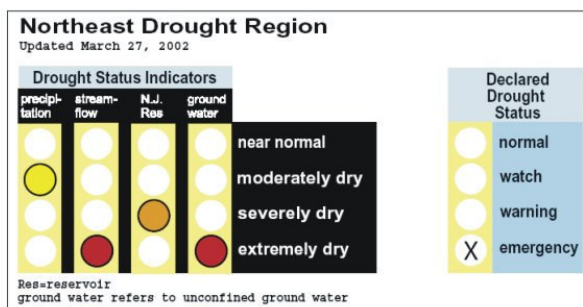 Northeast Drought Region
Updated March 27, 2002
Drought Status Indicators
precipi-
tation
stream-
flow
N.J.
Res
ground
water
near normal
moderately dry
severely dry
extremely dry
Declared
Drought
Status
normal
watch
warning
X emergency
Res=reservoir
ground water refers to unconfined ground water